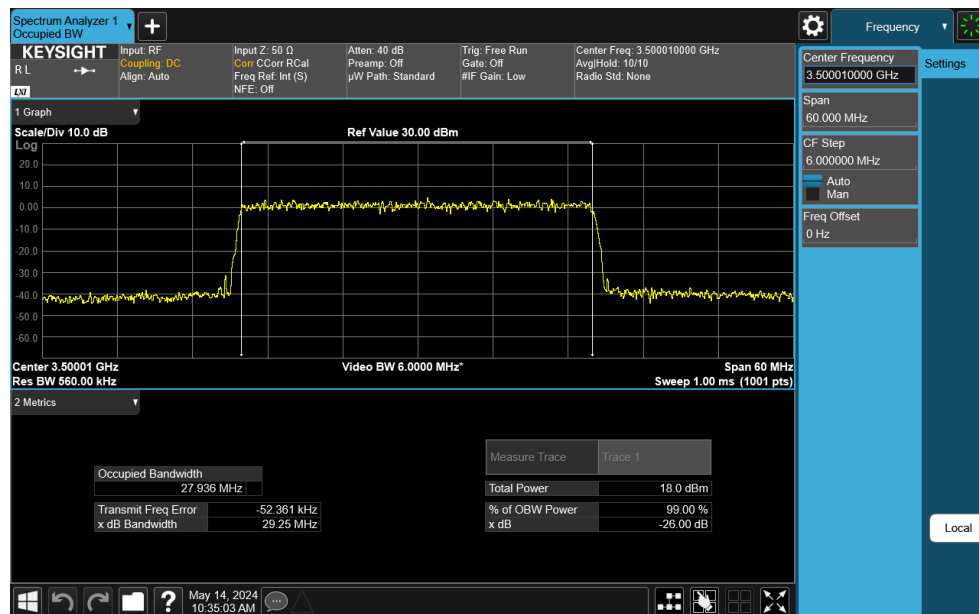 Spectrum Analyzer 1
Occupied BW
Frequency
KEYSIGHT
R L
LXI
Input: RF
Coupling: DC
Align: Auto
Input Z: 50 Ω
Corr CCorr RCal
Freq Ref: Int (S)
NFE: Off
Atten: 40 dB
Preamp: Off
µW Path: Standard
Trig: Free Run
Gate: Off
#IF Gain: Low
Center Freq: 3.500010000 GHz
Avg|Hold: 10/10
Radio Std: None
Center Frequency
3.500010000 GHz
Settings
Span
60.000 MHz
CF Step
6.000000 MHz
Auto
Man
Freq Offset
0 Hz
1 Graph
Scale/Div 10.0 dB
Ref Value 30.00 dBm
Log
20.0
10.0
0.00
-10.0
-20.0
-30.0
-40.0
-50.0
-60.0
Center 3.50001 GHz
Video BW 6.0000 MHz*
Span 60 MHz
Res BW 560.00 kHz
Sweep 1.00 ms (1001 pts)
2 Metrics
Measure Trace Trace 1
Occupied Bandwidth
27.936 MHz
Total Power 18.0 dBm
Transmit Freq Error -52.361 kHz
% of OBW Power 99.00 %
x dB Bandwidth 29.25 MHz
x dB -26.00 dB
Local
?
May 14, 2024
10:35:03 AM